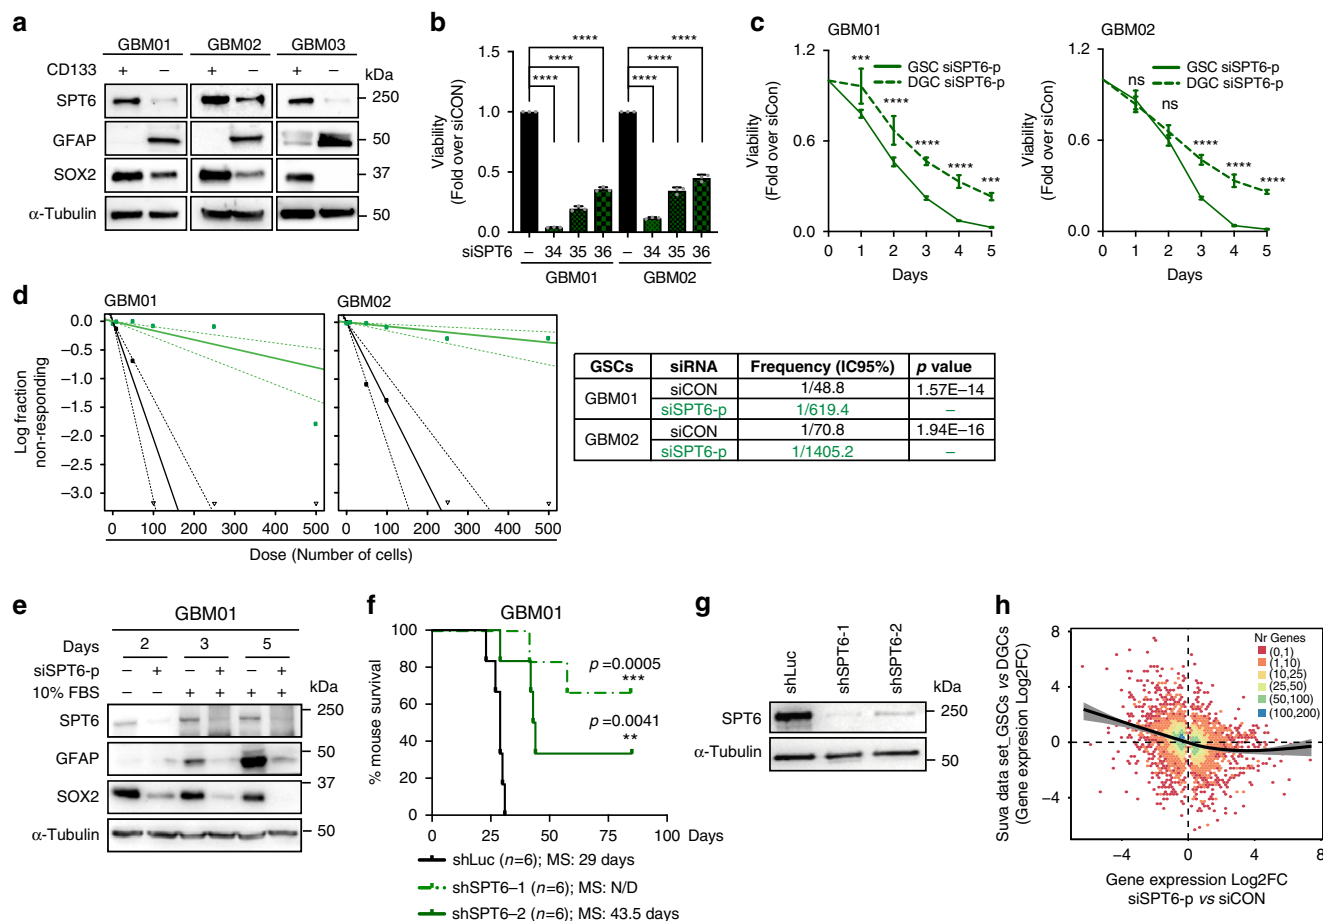 a
GBM01 GBM02 GBM03
CD133 + – + – + – kDa
SPT6 250
GFAP 50
SOX2 37
α-Tubulin 50
b
Viability
(Fold over siCON)
1.5
1.0
0.5
0.0
**** **** ****
**** **** ****
siSPT6 – 34 35 36 – 34 35 36
GBM01 GBM02
c
GBM01
Viability
(Fold over siCon)
1.2
0.6
0.0
GSC siSPT6-p
DGC siSPT6-p
*** **** **** **** ***
0 1 2 3 4 5
Days
GBM02
Viability
(Fold over siCon)
1.2
0.6
0.0
GSC siSPT6-p
DGC siSPT6-p
ns ns **** **** ****
0 1 2 3 4 5
Days
d
GBM01 GBM02
Log fraction
non-responding
0.0
–0.5
–1.0
–1.5
–2.0
–2.5
–3.0
0 100 200 300 400 500 0 100 200 300 400 500
Dose (Number of cells)
GSCs siRNA Frequency (IC95%) p value
GBM01 siCON 1/48.8 1.57E–14
siSPT6-p 1/619.4 –
GBM02 siCON 1/70.8 1.94E–16
siSPT6-p 1/1405.2 –
e
GBM01
Days 2 3 5
siSPT6-p – + – + – +
10% FBS – – + + + + kDa
SPT6 250
GFAP 50
SOX2 37
α-Tubulin 50
f
GBM01
% mouse survival
100
80
60
40
20
0
p=0.0005
***
p=0.0041
**
0 25 50 75 100 Days
shLuc (n=6); MS: 29 days
shSPT6–1 (n=6); MS: N/D
shSPT6–2 (n=6); MS: 43.5 days
g
shLuc shSPT6-1 shSPT6-2
kDa
SPT6 250
α-Tubulin 50
h
Suva data set_GSCs vs DGCs
(Gene expresion Log2FC)
8
4
0
–4
Nr Genes
(0,1)
(1,10)
(10,25)
(25,50)
(50,100)
(100,200)
–4 0 4 8
Gene expression Log2FC
siSPT6-p vs siCON